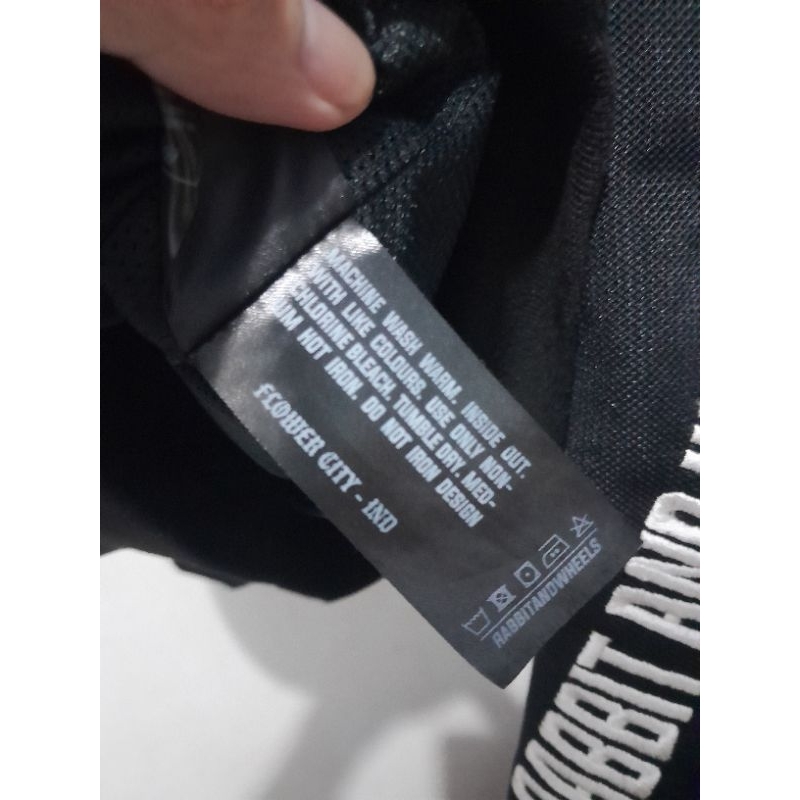 MACHINE WASH WARM. INSIDE OUT.
WITH LIKE COLOURS. USE ONLY NON-
CHLORINE BLEACH. TUMBLE DRY. MED-
IUM HOT IRON. DO NOT IRON DESIGN
FLOWER CITY - IND
RABBITANDWHEELS
RABBIT AND